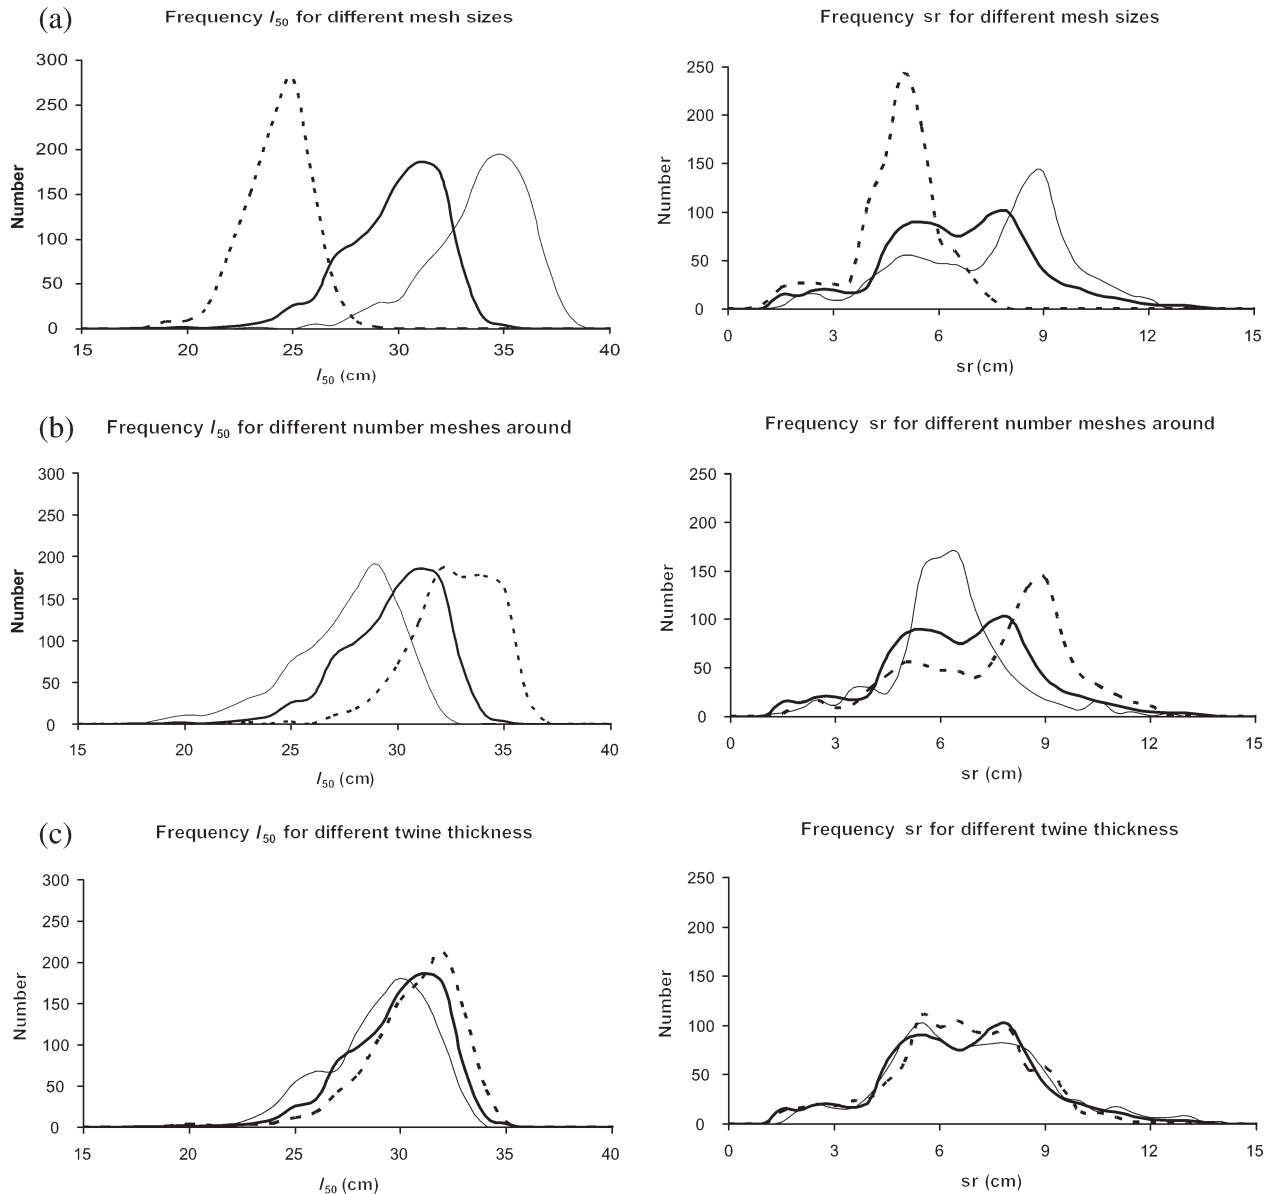 (a)
Frequency l50 for different mesh sizes
300
250
200
150
100
50
0
Number
15 20 25 30 35 40
l50 (cm)
Frequency sr for different mesh sizes
250
200
150
100
50
0
Number
0 3 6 9 12 15
sr (cm)
(b)
Frequency l50 for different number meshes around
300
250
200
150
100
50
0
Number
15 20 25 30 35 40
l50 (cm)
Frequency sr for different number meshes around
250
200
150
100
50
0
Number
0 3 6 9 12 15
sr (cm)
(c)
Frequency l50 for different twine thickness
300
250
200
150
100
50
0
Number
15 20 25 30 35 40
l50 (cm)
Frequency sr for different twine thickness
250
200
150
100
50
0
Number
0 3 6 9 12 15
sr (cm)